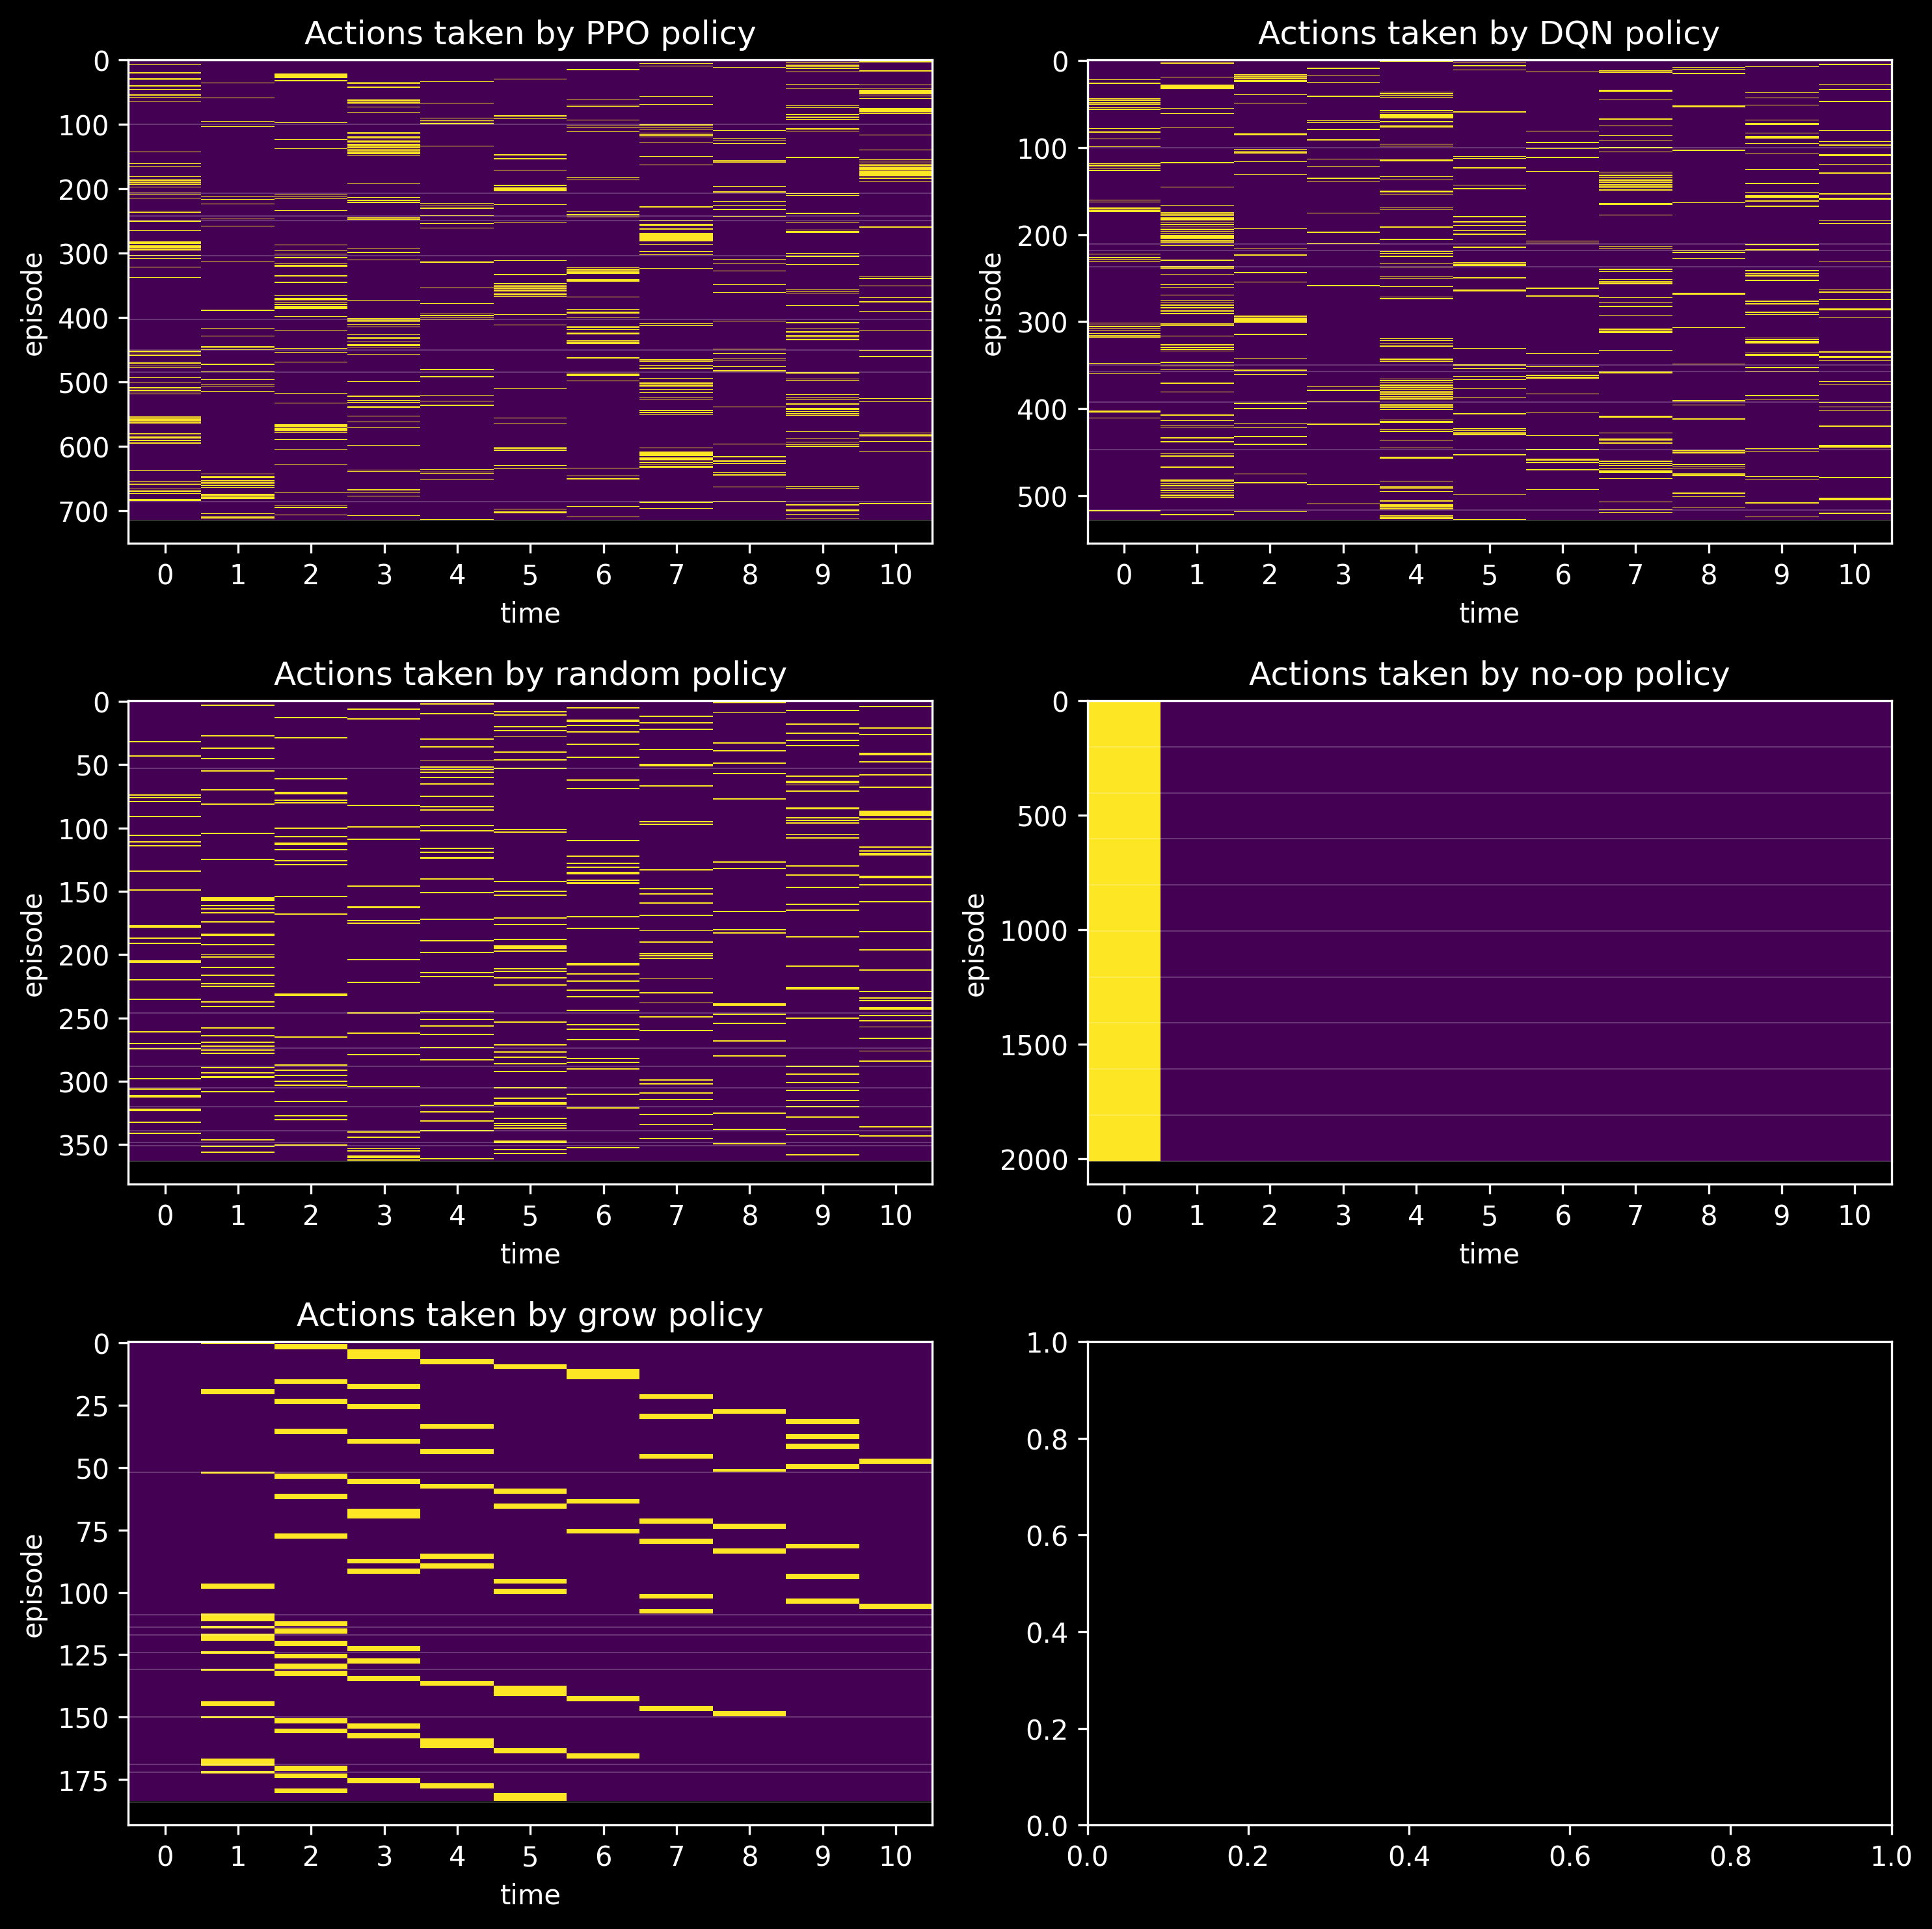 Actions taken by PPO policy
0
100
200
300
400
500
600
700
episode
0 1 2 3 4 5 6 7 8 9 10
time
Actions taken by DQN policy
0
100
200
300
400
500
episode
0 1 2 3 4 5 6 7 8 9 10
time
Actions taken by random policy
0
50
100
150
200
250
300
350
episode
0 1 2 3 4 5 6 7 8 9 10
time
Actions taken by no-op policy
0
500
1000
1500
2000
episode
0 1 2 3 4 5 6 7 8 9 10
time
Actions taken by grow policy
0
25
50
75
100
125
150
175
episode
0 1 2 3 4 5 6 7 8 9 10
time
1.0
0.8
0.6
0.4
0.2
0.0
0.0 0.2 0.4 0.6 0.8 1.0